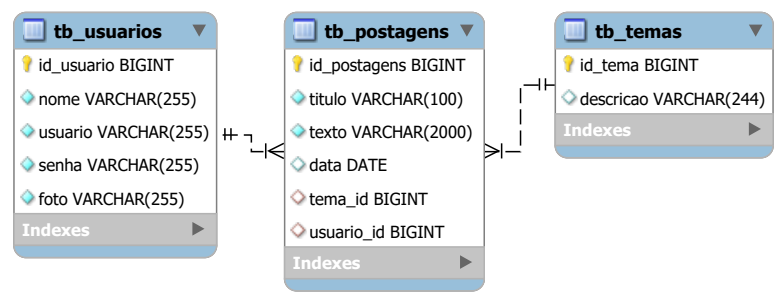 tb_usuarios
id_usuario BIGINT
nome VARCHAR(255)
usuario VARCHAR(255)
senha VARCHAR(255)
foto VARCHAR(255)
Indexes
tb_postagens
id_postagens BIGINT
titulo VARCHAR(100)
texto VARCHAR(2000)
data DATE
tema_id BIGINT
usuario_id BIGINT
Indexes
tb_temas
id_tema BIGINT
descricao VARCHAR(244)
Indexes